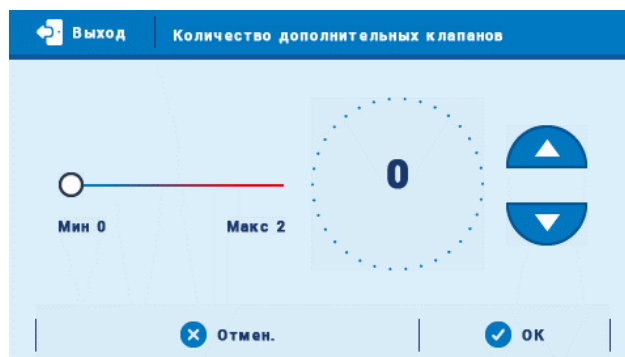 Выход
Количество дополнительных клапанов
0
Мин 0
Макс 2
Отмен.
OK